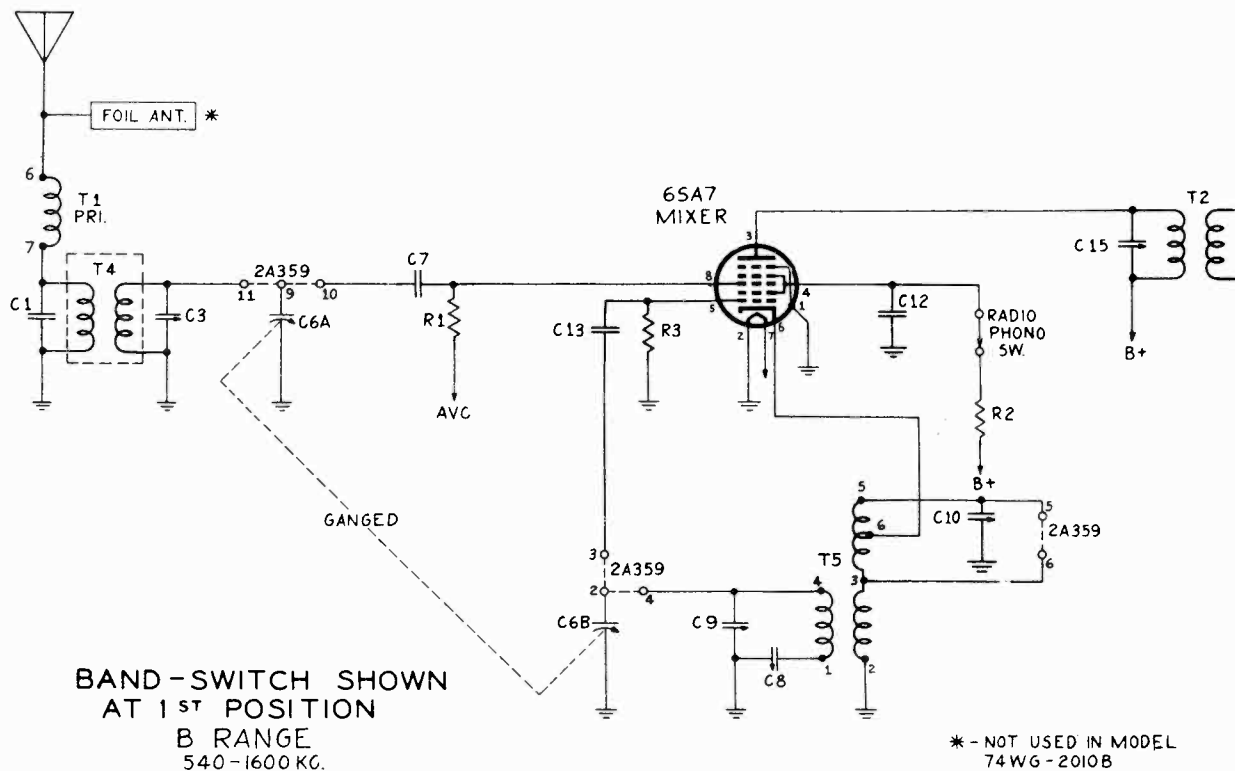 FOIL ANT. *
6
T1
PRI.
7
T4
C1
C3
11
2A359
9
10
C6A
C7
R1
AVC
6SA7
MIXER
3
8
5
4
1
2
7
6
C13
R3
C12
RADIO
PHONO
SW.
R2
B+
C15
T2
B+
GANGED
3
2A359
2
4
C6B
C9
C8
4
1
T5
5
6
3
2
C10
5
2A359
6
BAND-SWITCH SHOWN
AT 1ST POSITION
B RANGE
540-1600 KC.
* - NOT USED IN MODEL
74WG-2010B